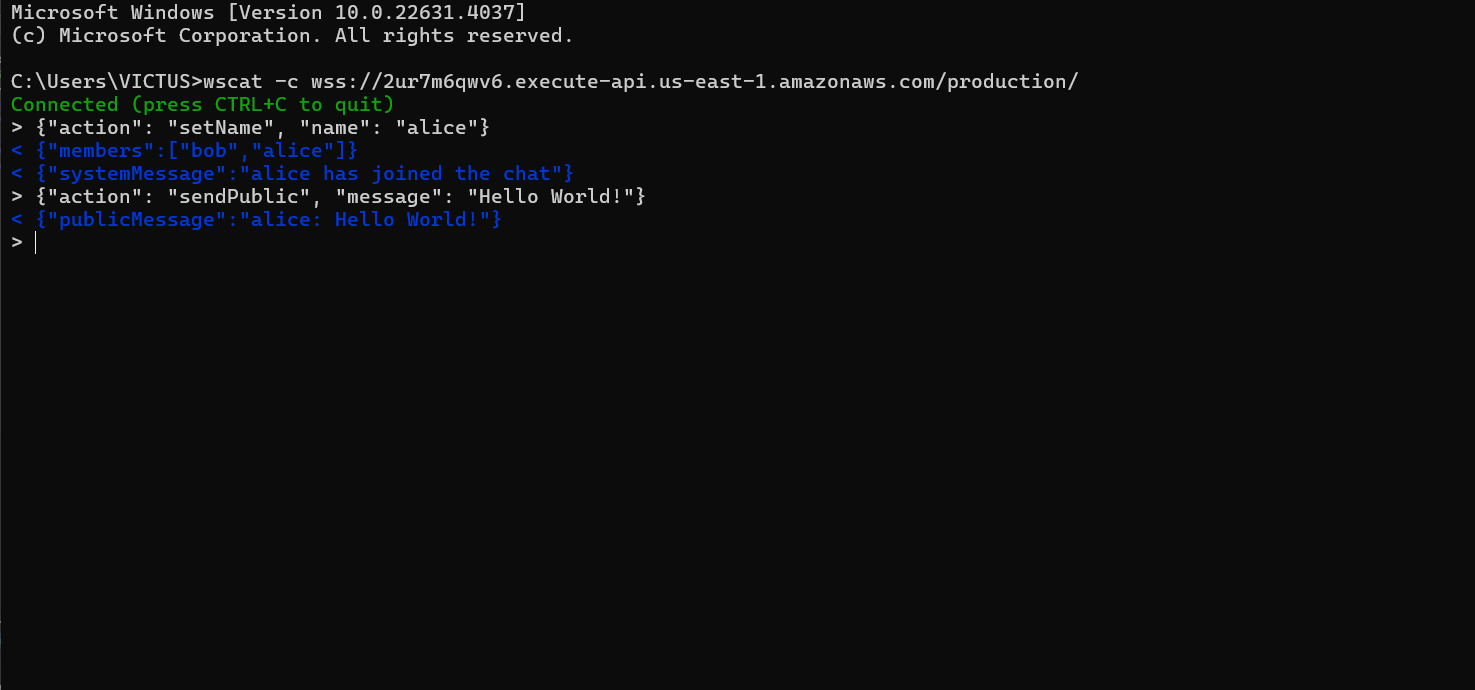 Microsoft Windows [Version 10.0.22631.4037]
(c) Microsoft Corporation. All rights reserved.
C:\Users\VICTUS>wscat -c wss://2ur7m6qwv6.execute-api.us-east-1.amazonaws.com/production/
Connected (press CTRL+C to quit)
> {"action": "setName", "name": "alice"}
< {"members":["bob","alice"]}
< {"systemMessage":"alice has joined the chat"}
> {"action": "sendPublic", "message": "Hello World!"}
< {"publicMessage":"alice: Hello World!"}
>